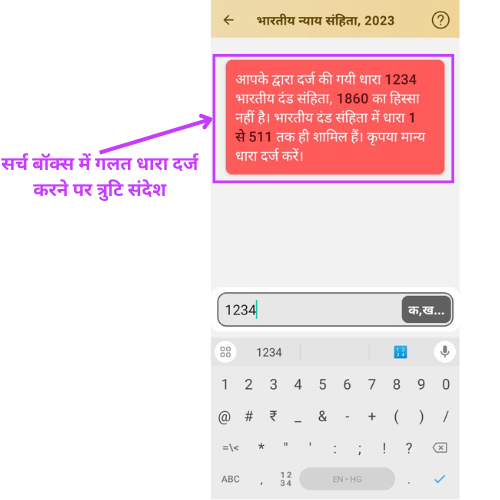 भारतीय न्याय संहिता, 2023
आपके द्वारा दर्ज की गयी धारा 1234
भारतीय दंड संहिता, 1860 का हिस्सा
नहीं है। भारतीय दंड संहिता में धारा 1
से 511 तक ही शामिल हैं। कृपया मान्य
धारा दर्ज करें।
सर्च बॉक्स में गलत धारा दर्ज
करने पर त्रुटि संदेश
1234
क,ख...
1234
1 2 3 4 5 6 7 8 9 0
@ # ₹ _ & - + ( ) /
=\< * " ' : ; ! ?
ABC , 12 34 EN • HG .